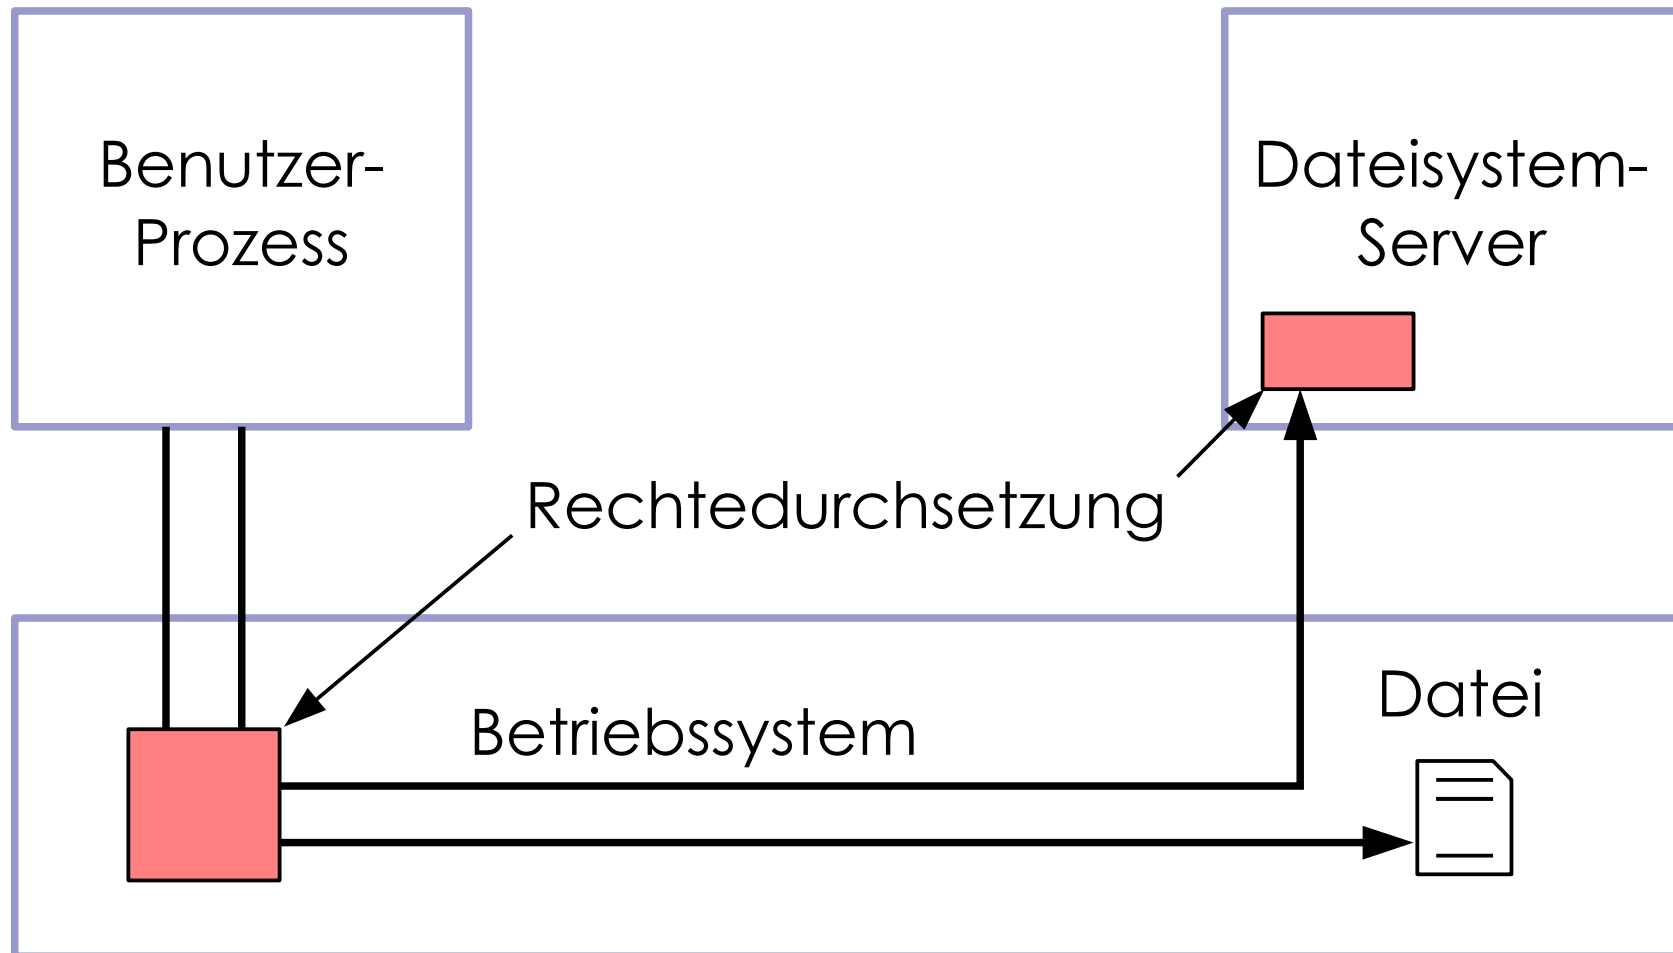 Benutzer-
Prozess
Dateisystem-
Server
Rechtedurchsetzung
Datei
Betriebssystem